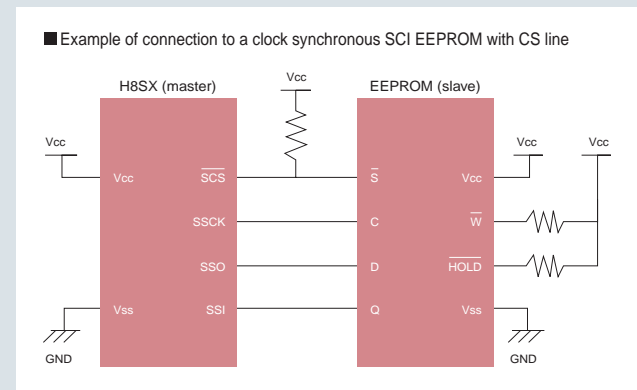 ■ Example of connection to a clock synchronous SCI EEPROM with CS line
H8SX (master)
Vcc
EEPROM (slave)
Vcc
Vcc
Vcc
Vcc
SCS
S
Vcc
SSCK
C
W
SSO
D
HOLD
Vss
SSI
Q
Vss
GND
GND